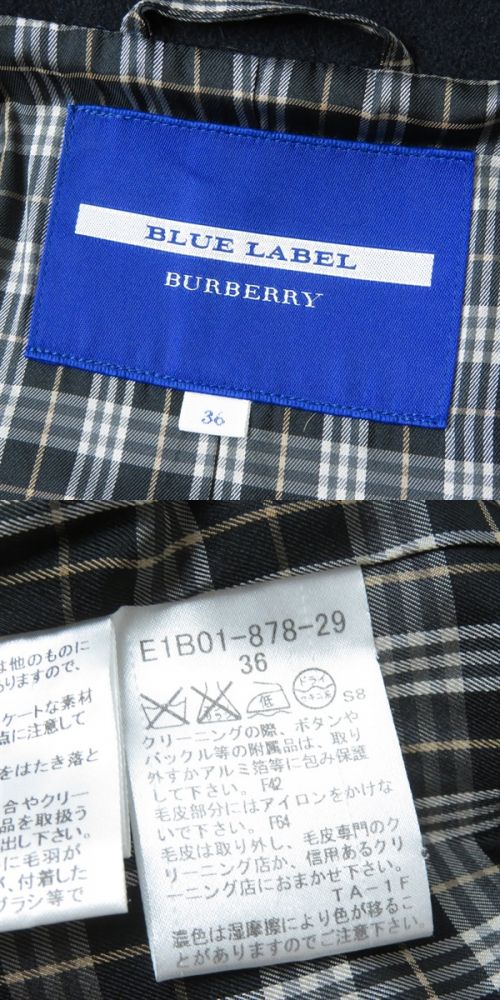 BLUE LABEL
BURBERRY
36
は他のものに
ありますので、
ケートな素材
点に注意して
をはたき落と
合やクリー
品を取扱う
出し下さい。
に毛羽が
、付着した
ブラシ等で
E1B01-878-29
36
低
ドライ
S8
クリーニングの際、ボタンや
バックル等の附属品は、取り
外すかアルミ箔等に包み保護
して下さい。 F42
毛皮部分にはアイロンをかけな
いで下さい。 F64
毛皮は取り外し、毛皮専門のク
リーニング店か、信用あるクリ
ーニング店におまかせ下さい。
TA-1F
濃色は湿摩擦により色が移るこ
とがありますのでご注意下さい。